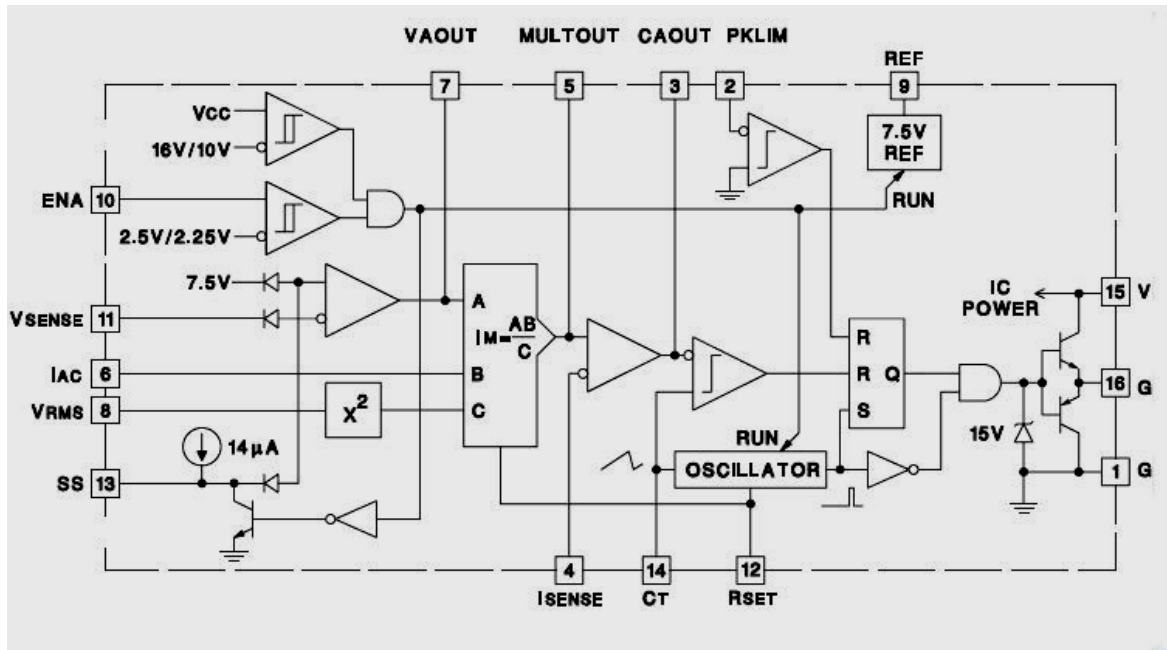 VAOUT MULTOUT CAOUT PKLIM
REF
7 5 3 2 9
VCC
16V/10V
7.5V
REF
ENA 10
RUN
2.5V/2.25V
7.5V
IC
POWER
15 V
VSENSE 11
A
IM=AB/C
R
IAC 6
B
R Q
16 G
VRMS 8
X²
C
S
14µA
RUN
15V
SS 13
OSCILLATOR
1 G
4 14 12
ISENSE CT RSET